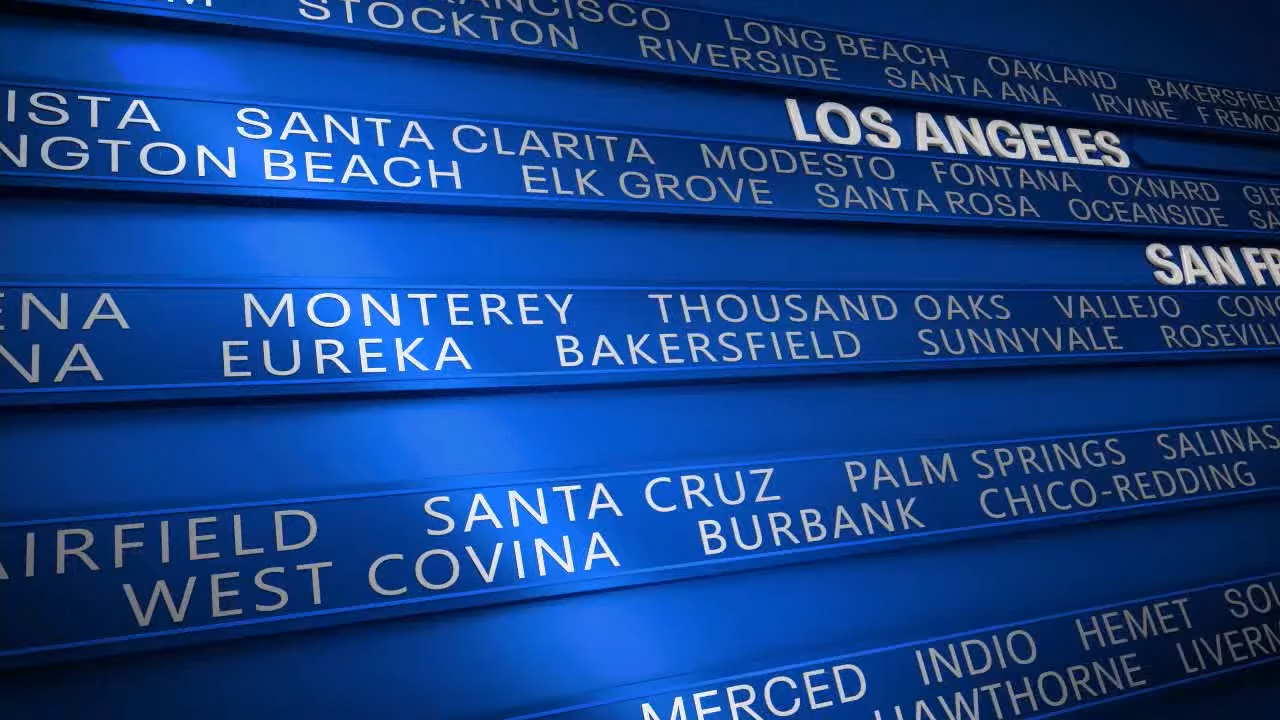 LONG BEACH OAKLAND
STOCKTON RIVERSIDE SANTA ANA IRVINE
LOS ANGELES
SANTA CLARITA MODESTO FONTANA OXNARD
BEACH ELK GROVE SANTA ROSA OCEANSIDE
SAN
MONTEREY THOUSAND OAKS VALLEJO
EUREKA BAKERSFIELD SUNNYVALE
SANTA CRUZ PALM SPRINGS SALINAS
WEST COVINA BURBANK CHICO-REDDING
MERCED INDIO HEMET